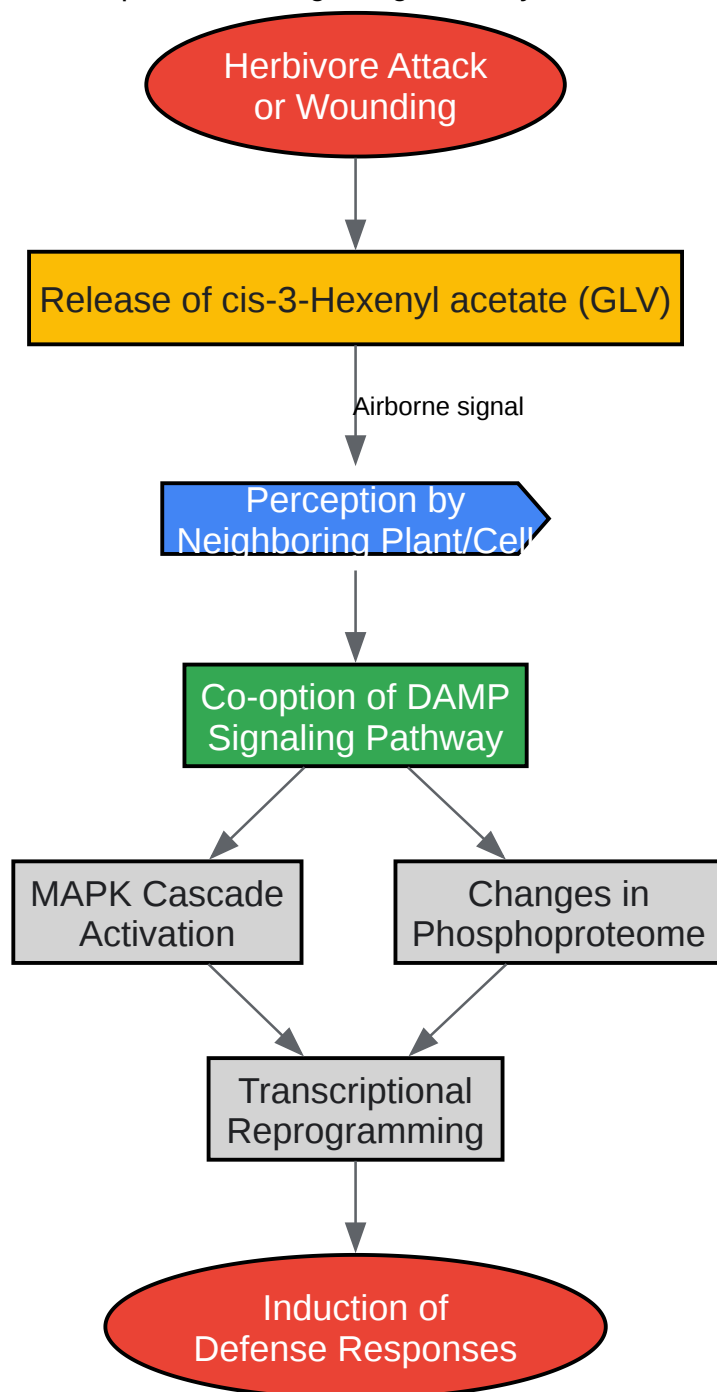 Herbivore Attack
or Wounding
Release of cis-3-Hexenyl acetate (GLV)
Airborne signal
Perception by
Neighboring Plant/Cell
Co-option of DAMP
Signaling Pathway
MAPK Cascade
Activation
Changes in
Phosphoproteome
Transcriptional
Reprogramming
Induction of
Defense Responses